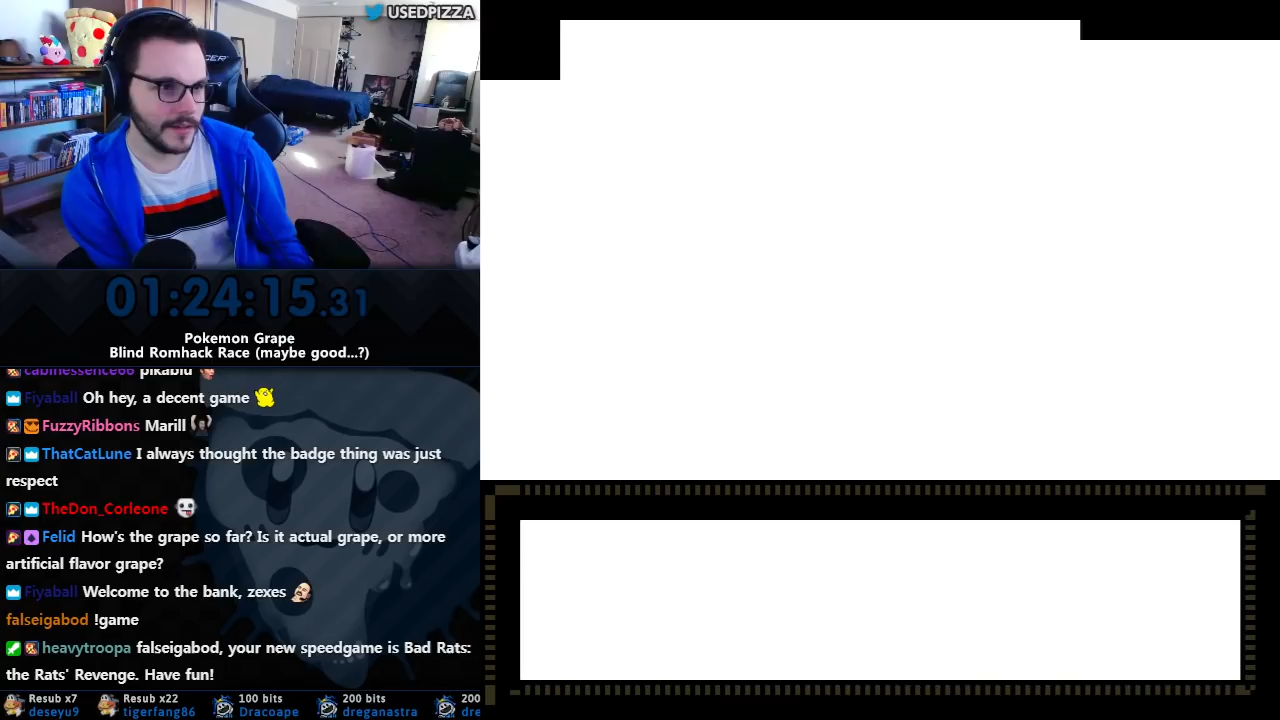 USEDPIZZA
01:24:15.31
Pokemon Grape
Blind Romhack Race (maybe good...?)
cabinessence66 pikablu
Fiyaball Oh hey, a decent game
FuzzyRibbons Marill
ThatCatLune I always thought the badge thing was just
respect
TheDon_Corleone
Felid How's the grape so far? Is it actual grape, or more
artificial flavor grape?
Fiyaball Welcome to the bank, zexes
falseigabod !game
heavytroopa falseigabod, your new speedgame is Bad Rats:
the Rats' Revenge. Have fun!
Resub x7
deseyu9
Resub x22
tigerfang86
100 bits
Dracoape
200 bits
dreganastra
200
dre